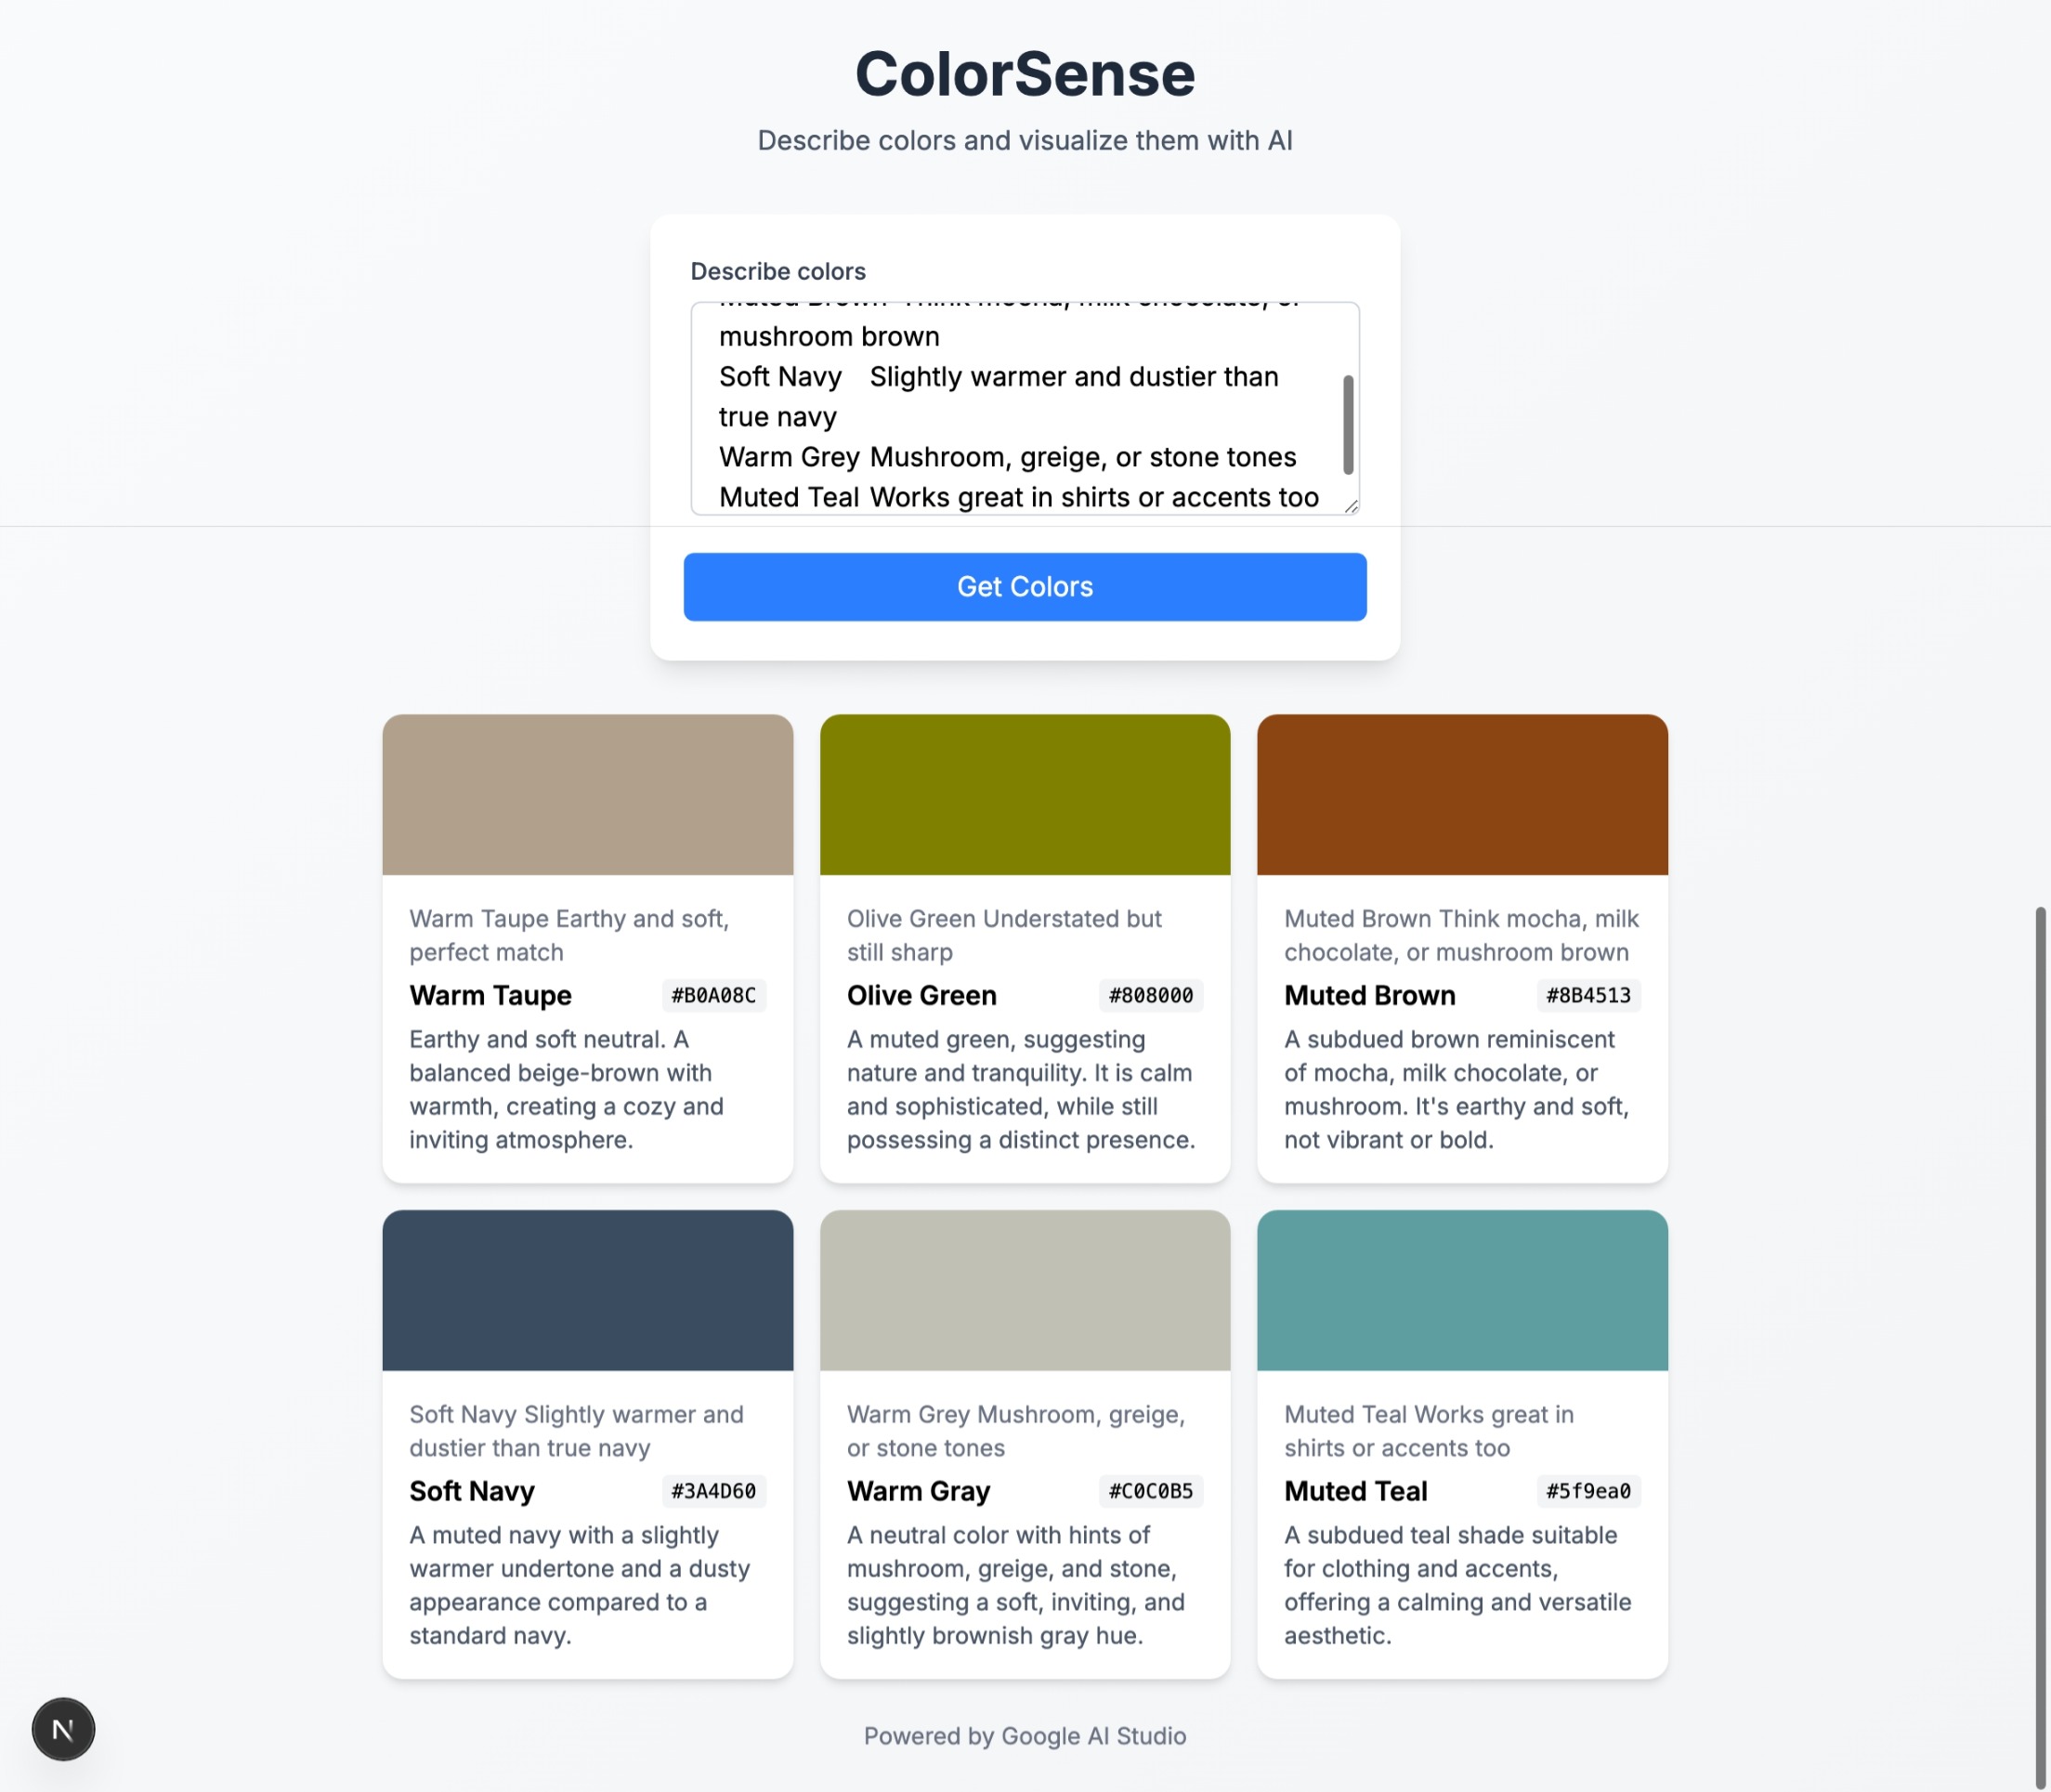 ColorSense
Describe colors and visualize them with AI
Describe colors
Muted Brown Think mocha, milk chocolate, or
mushroom brown
Soft Navy Slightly warmer and dustier than
true navy
Warm Grey Mushroom, greige, or stone tones
Muted Teal Works great in shirts or accents too
Get Colors
Warm Taupe Earthy and soft,
perfect match
Warm Taupe #B0A08C
Earthy and soft neutral. A
balanced beige-brown with
warmth, creating a cozy and
inviting atmosphere.
Olive Green Understated but
still sharp
Olive Green #808000
A muted green, suggesting
nature and tranquility. It is calm
and sophisticated, while still
possessing a distinct presence.
Muted Brown Think mocha, milk
chocolate, or mushroom brown
Muted Brown #8B4513
A subdued brown reminiscent
of mocha, milk chocolate, or
mushroom. It's earthy and soft,
not vibrant or bold.
Soft Navy Slightly warmer and
dustier than true navy
Soft Navy #3A4D60
A muted navy with a slightly
warmer undertone and a dusty
appearance compared to a
standard navy.
Warm Grey Mushroom, greige,
or stone tones
Warm Gray #C0C0B5
A neutral color with hints of
mushroom, greige, and stone,
suggesting a soft, inviting, and
slightly brownish gray hue.
Muted Teal Works great in
shirts or accents too
Muted Teal #5f9ea0
A subdued teal shade suitable
for clothing and accents,
offering a calming and versatile
aesthetic.
N
Powered by Google AI Studio